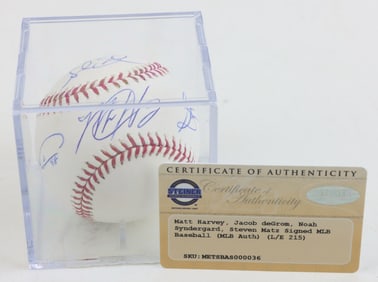 CERTIFICATE OF AUTHENTICITY
Certificate of
Authenticity
STEINER
Matt Harvey, Jacob deGrom, Noah
Syndergard, Steven Matz Signed MLB
Baseball (MLB Auth) (L/E 215)
SKU: METSBAS000036